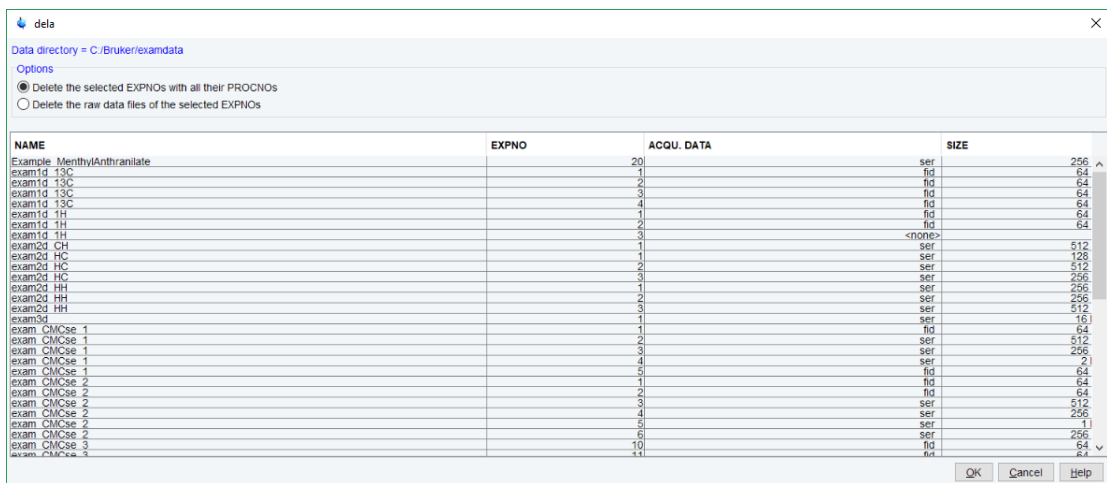 dela
Data directory = C:/Bruker/examdata
Options
Delete the selected EXPNOs with all their PROCNOs
Delete the raw data files of the selected EXPNOs
NAME EXPNO ACQU. DATA SIZE
Example_MenthylAnthranilate 20 ser 256
exam1d_13C 1 fid 64
exam1d_13C 2 fid 64
exam1d_13C 3 fid 64
exam1d_13C 4 fid 64
exam1d_1H 1 fid 64
exam1d_1H 2 fid 64
exam1d_1H 3 <none>
exam2d_CH 1 ser 512
exam2d_HC 1 ser 128
exam2d_HC 2 ser 512
exam2d_HC 3 ser 256
exam2d_HH 1 ser 256
exam2d_HH 2 ser 256
exam2d_HH 3 ser 512
exam3d 1 ser 16
exam_CMCse_1 1 fid 64
exam_CMCse_1 2 ser 512
exam_CMCse_1 3 ser 256
exam_CMCse_1 4 ser 2
exam_CMCse_1 5 fid 64
exam_CMCse_2 1 fid 64
exam_CMCse_2 2 fid 64
exam_CMCse_2 3 ser 512
exam_CMCse_2 4 ser 256
exam_CMCse_2 5 ser 1
exam_CMCse_2 6 ser 256
exam_CMCse_3 10 fid 64
exam_CMCse_3 11 fid 64
OK Cancel Help